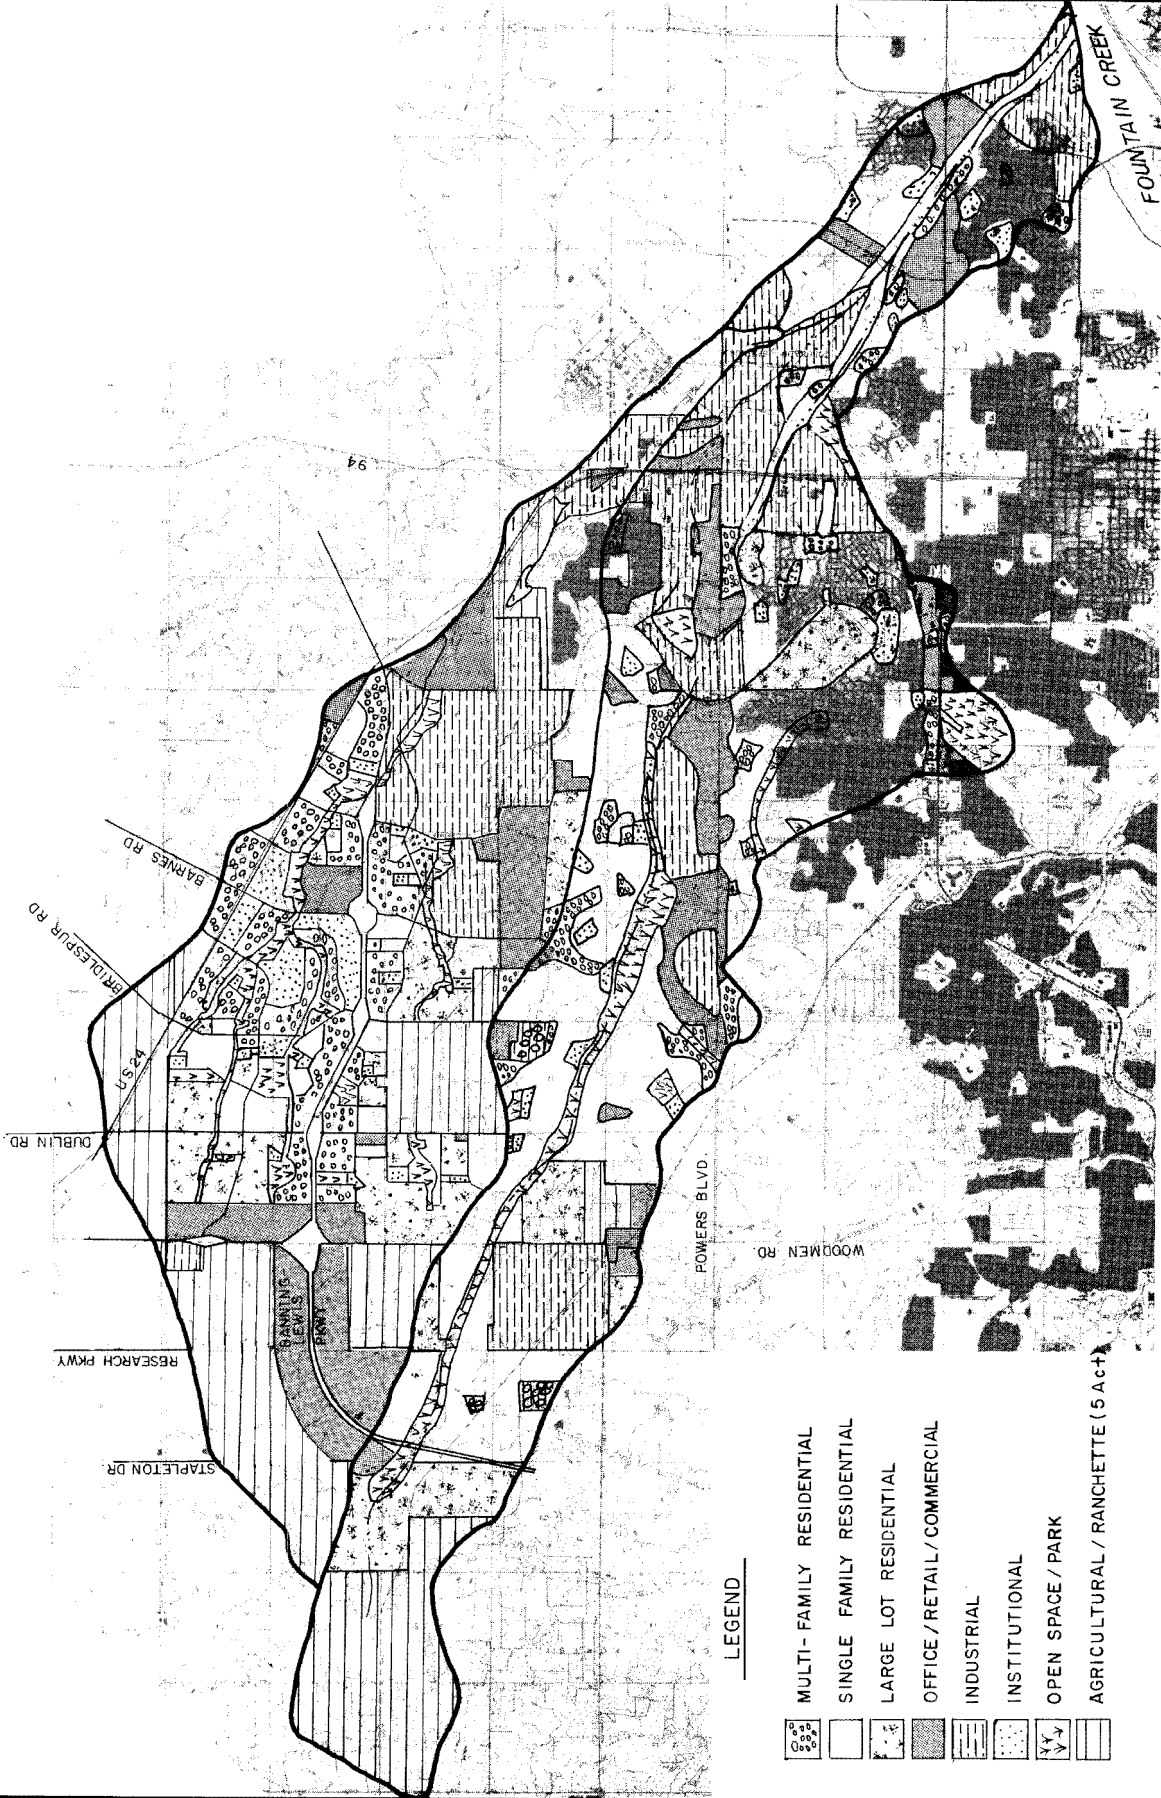 FOUNTAIN CREEK
94
BARNES RD
BRIDLESPUR RD
US 24
DUBLIN RD.
BANNING
LEWIS
PKWY
RESEARCH PKWY
STAPLETON DR.
POWERS BLVD.
WOODMEN RD.
LEGEND
MULTI-FAMILY RESIDENTIAL
SINGLE FAMILY RESIDENTIAL
LARGE LOT RESIDENTIAL
OFFICE/RETAIL/COMMERCIAL
INDUSTRIAL
INSTITUTIONAL
OPEN SPACE/PARK
AGRICULTURAL/RANCHETTE (5 Ac+)